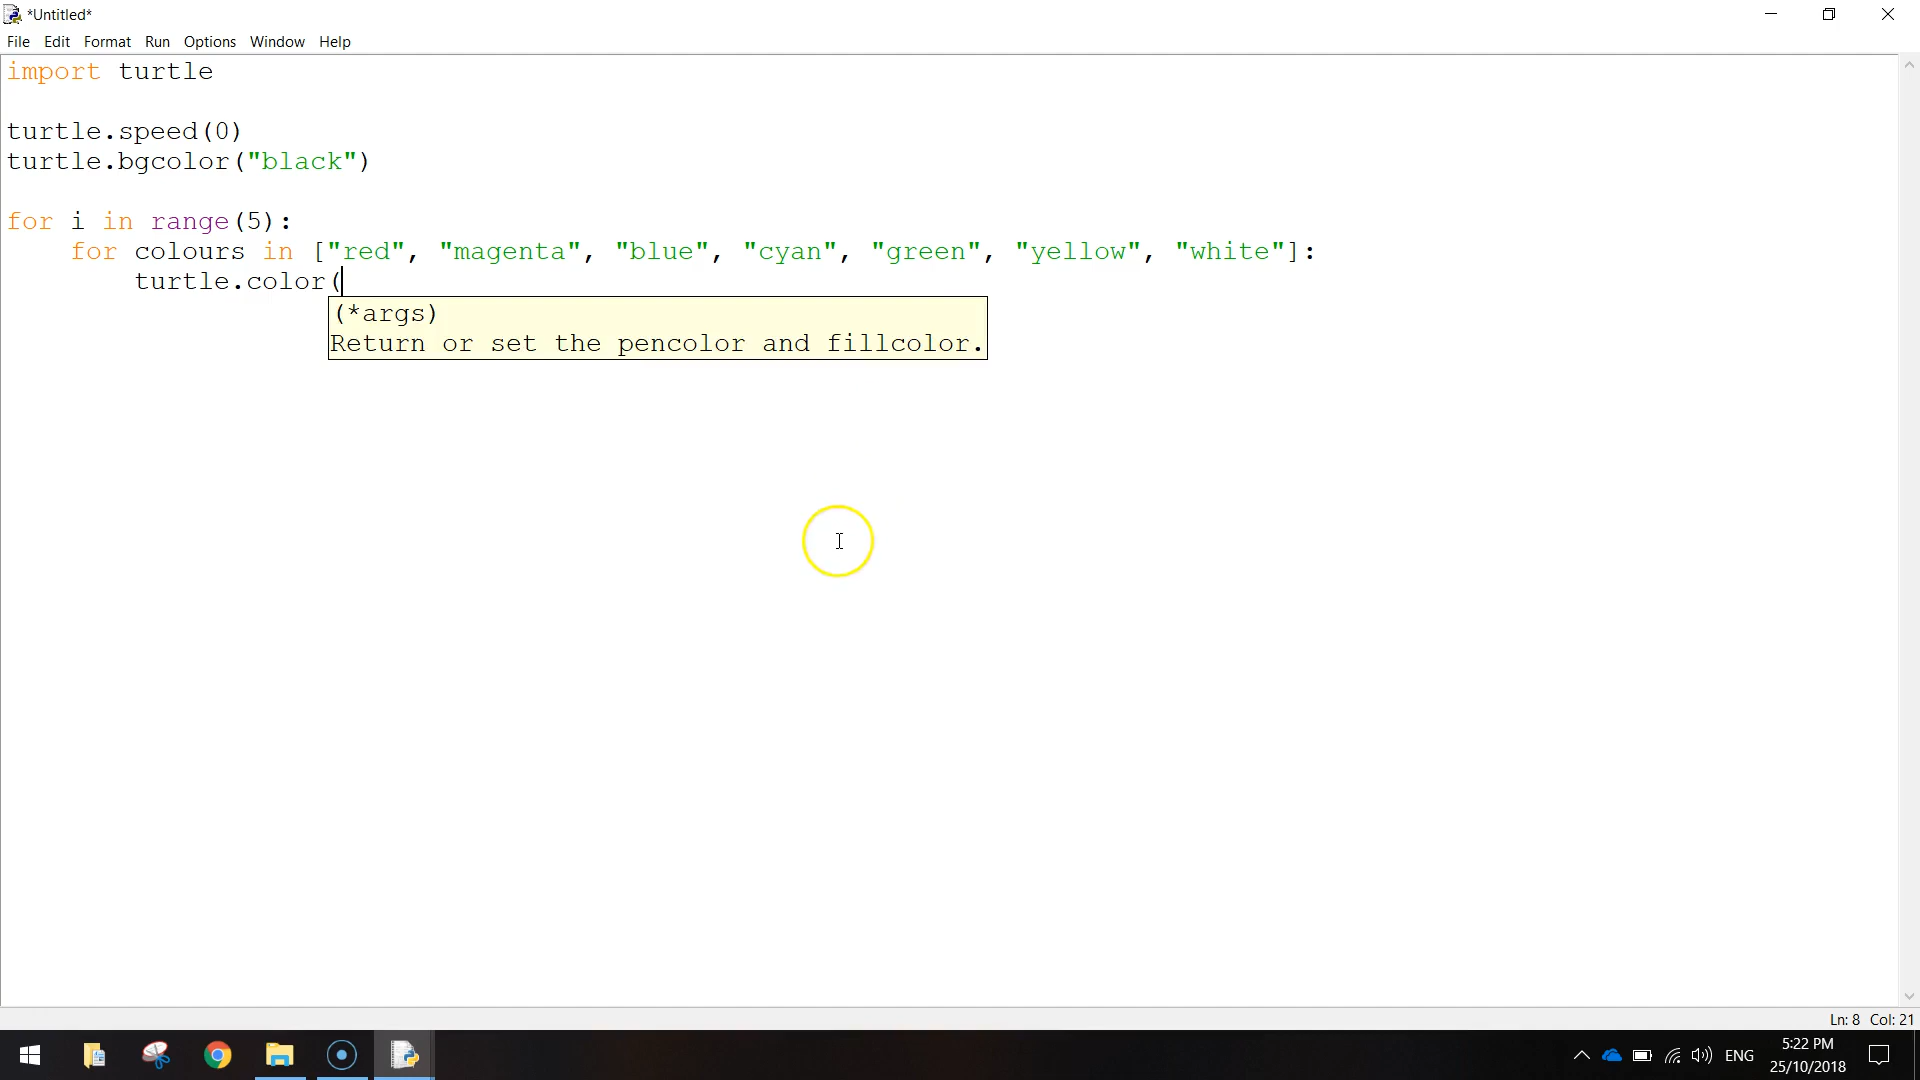 *Untitled*
File Edit Format Run Options Window Help
import turtle
turtle.speed(0)
turtle.bgcolor("black")
for i in range(5):
    for colours in ["red", "magenta", "blue", "cyan", "green", "yellow", "white"]:
        turtle.color(
(*args)
Return or set the pencolor and fillcolor.
Ln: 8 Col: 21
ENG
5:22 PM
25/10/2018